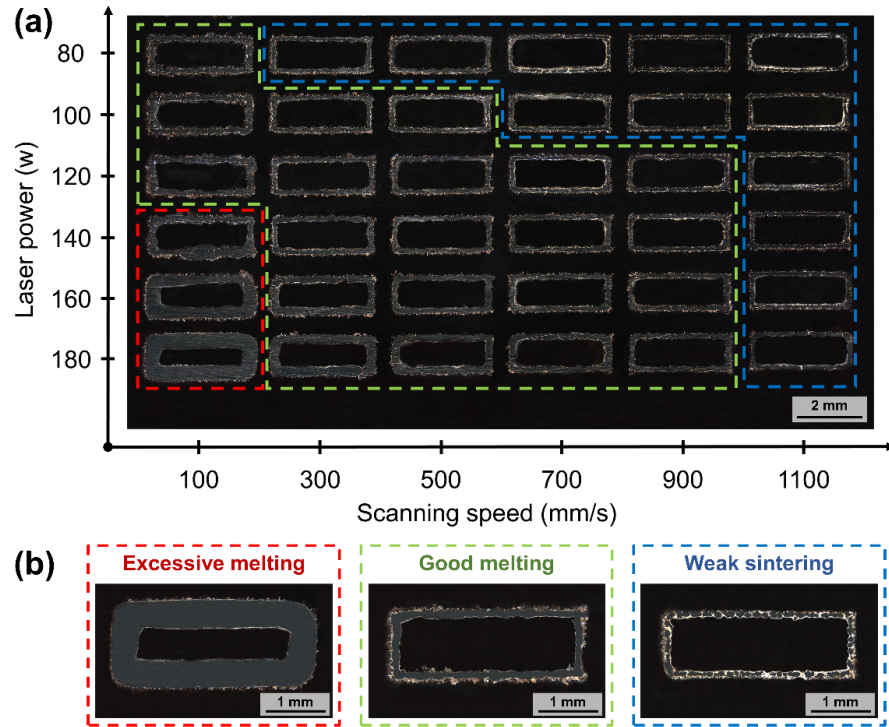 (a)
Laser power (w)
80
100
120
140
160
180
2 mm
100 300 500 700 900 1100
Scanning speed (mm/s)
(b)
Excessive melting Good melting Weak sintering
1 mm 1 mm 1 mm